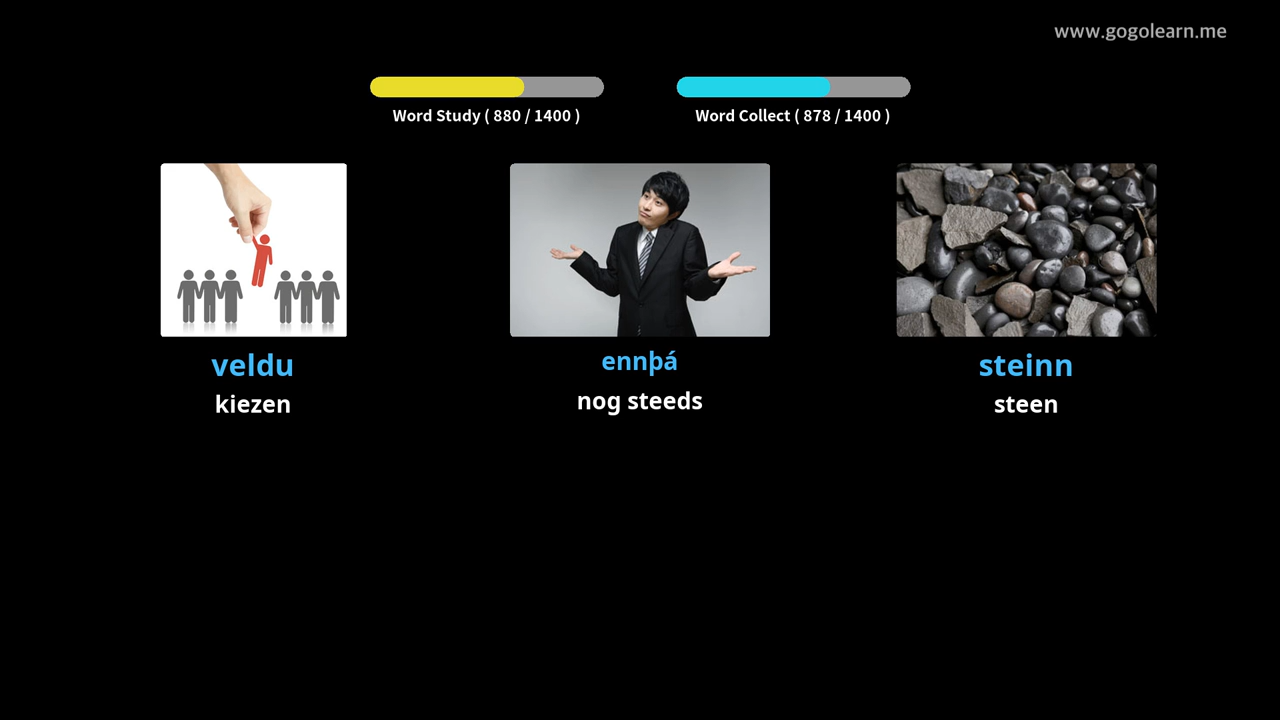 www.gogolearn.me
Word Study ( 880 / 1400 )
Word Collect ( 878 / 1400 )
veldu
kiezen
ennþá
nog steeds
steinn
steen